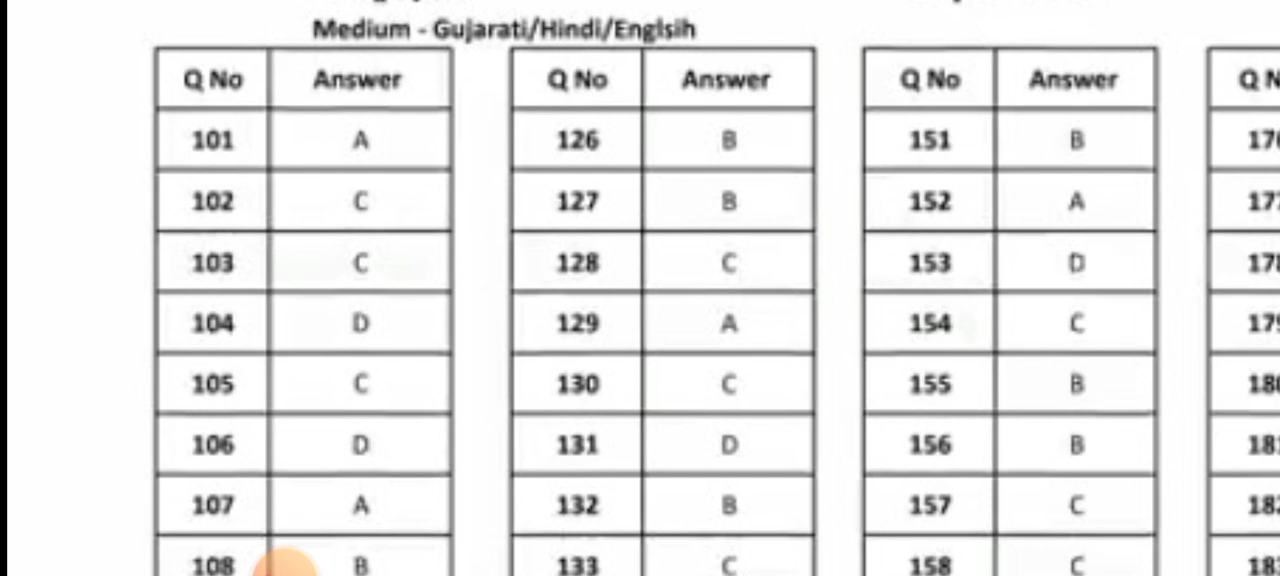 Medium - Gujarati/Hindi/Englsih
Q No Answer Q No Answer Q No Answer
101 A 126 B 151 B
102 C 127 B 152 A
103 C 128 C 153 D
104 D 129 A 154 C
105 C 130 C 155 B
106 D 131 D 156 B
107 A 132 B 157 C
108 B 133 C 158 C